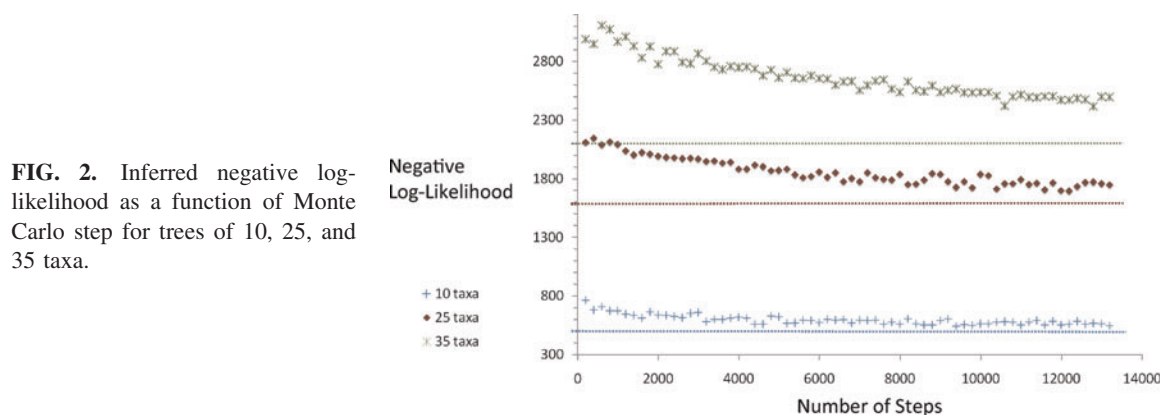 FIG. 2. Inferred negative log-
likelihood as a function of Monte
Carlo step for trees of 10, 25, and
35 taxa.
Negative
Log-Likelihood
10 taxa
25 taxa
35 taxa
2800
2300
1800
1300
800
300
0 2000 4000 6000 8000 10000 12000 14000
Number of Steps